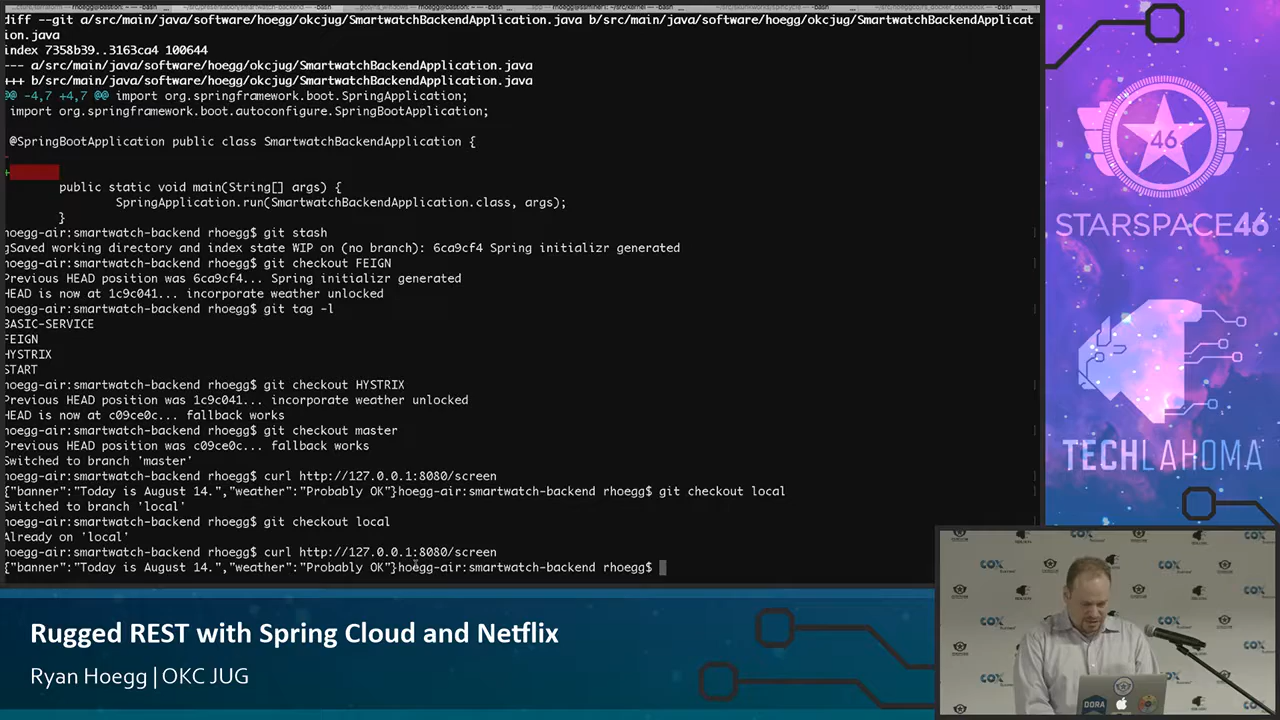 diff --git a/src/main/java/software/hoegg/okcjug/SmartwatchBackendApplication.java b/src/main/java/software/hoegg/okcjug/SmartwatchBackendApplicat
ion.java
index 7358b39..3163ca4 100644
--- a/src/main/java/software/hoegg/okcjug/SmartwatchBackendApplication.java
+++ b/src/main/java/software/hoegg/okcjug/SmartwatchBackendApplication.java
@@ -4,7 +4,7 @@ import org.springframework.boot.SpringApplication;
import org.springframework.boot.autoconfigure.SpringBootApplication;
@SpringBootApplication public class SmartwatchBackendApplication {
-
+
public static void main(String[] args) {
SpringApplication.run(SmartwatchBackendApplication.class, args);
}
hoegg-air:smartwatch-backend rhoegg$ git stash
gSaved working directory and index state WIP on (no branch): 6ca9cf4 Spring initializr generated
hoegg-air:smartwatch-backend rhoegg$ git checkout FEIGN
Previous HEAD position was 6ca9cf4... Spring initializr generated
HEAD is now at 1c9c041... incorporate weather unlocked
hoegg-air:smartwatch-backend rhoegg$ git tag -l
BASIC-SERVICE
FEIGN
HYSTRIX
START
hoegg-air:smartwatch-backend rhoegg$ git checkout HYSTRIX
Previous HEAD position was 1c9c041... incorporate weather unlocked
HEAD is now at c09ce0c... fallback works
hoegg-air:smartwatch-backend rhoegg$ git checkout master
Previous HEAD position was c09ce0c... fallback works
Switched to branch 'master'
hoegg-air:smartwatch-backend rhoegg$ curl http://127.0.0.1:8080/screen
{"banner":"Today is August 14.","weather":"Probably OK"}hoegg-air:smartwatch-backend rhoegg$ git checkout local
Switched to branch 'local'
hoegg-air:smartwatch-backend rhoegg$ git checkout local
Already on 'local'
hoegg-air:smartwatch-backend rhoegg$ curl http://127.0.0.1:8080/screen
{"banner":"Today is August 14.","weather":"Probably OK"}hoegg-air:smartwatch-backend rhoegg$
46
STARSPACE46
TECHLAHOMA
COX
DORA
Rugged REST with Spring Cloud and Netflix
Ryan Hoegg | OKC JUG